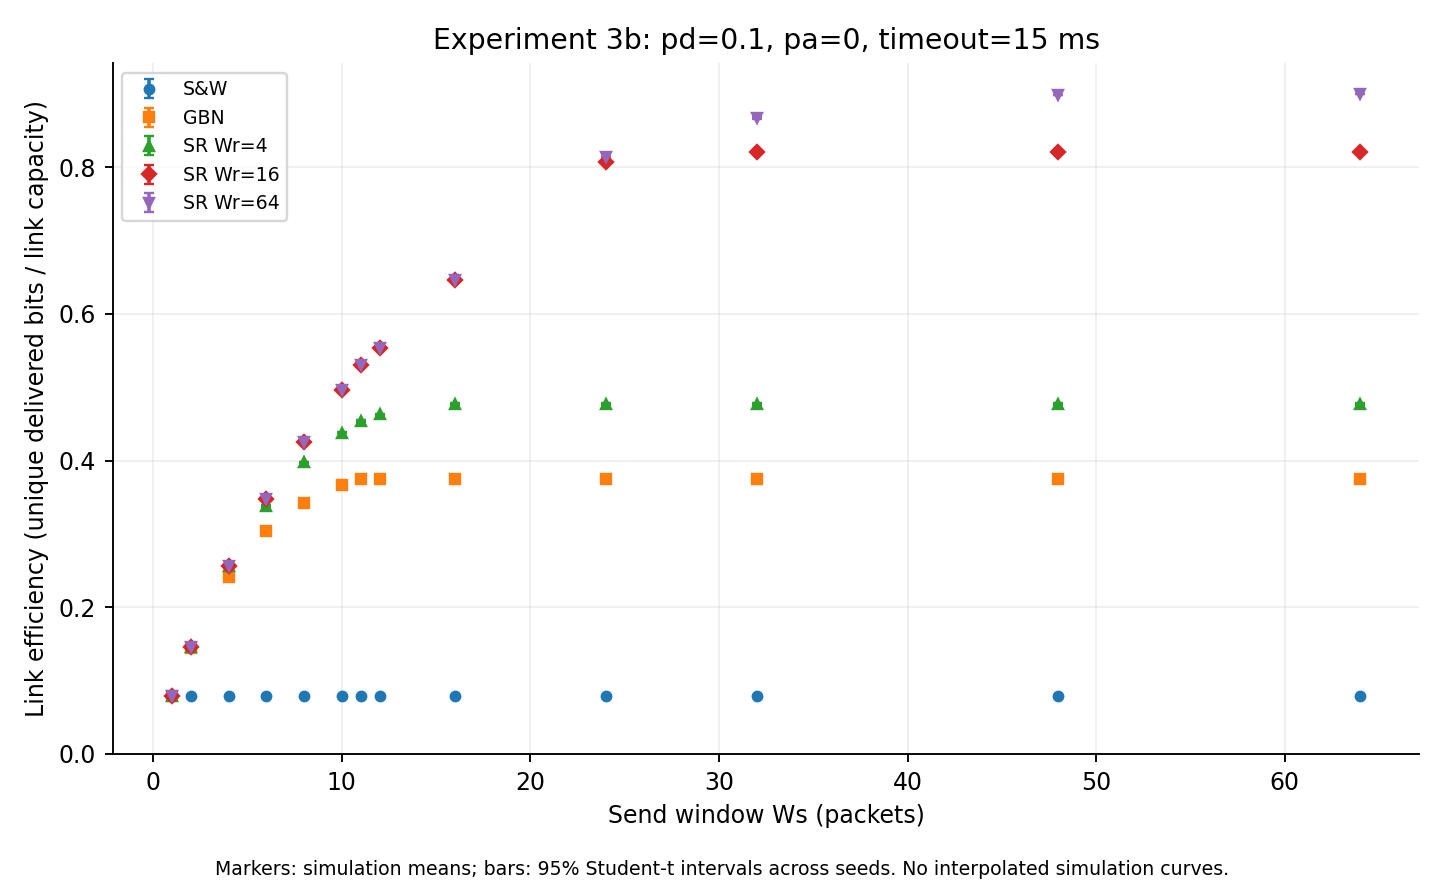 Experiment 3b: pd=0.1, pa=0, timeout=15 ms
S&W
GBN
SR Wr=4
SR Wr=16
SR Wr=64
Link efficiency (unique delivered bits / link capacity)
0.8
0.6
0.4
0.2
0.0
0 10 20 30 40 50 60
Send window Ws (packets)
Markers: simulation means; bars: 95% Student-t intervals across seeds. No interpolated simulation curves.